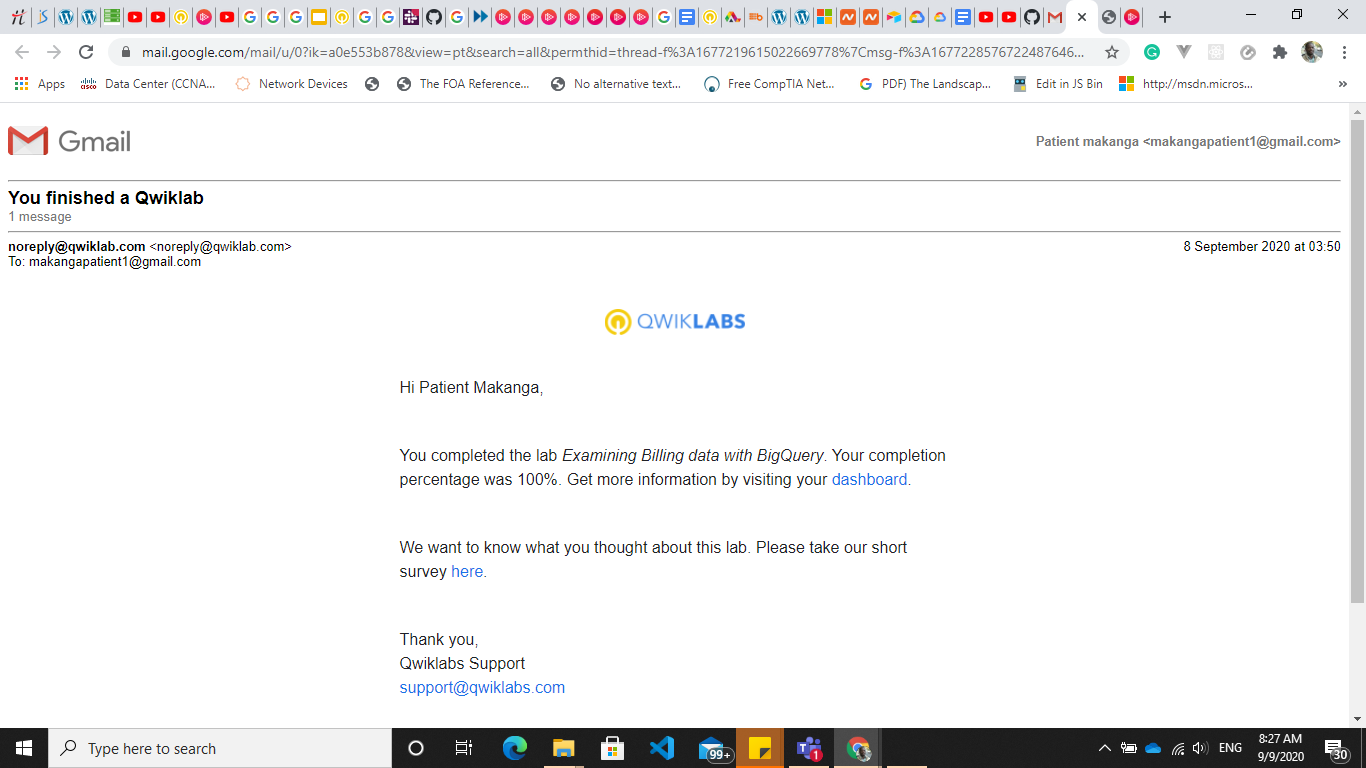 mail.google.com/mail/u/0?ik=a0e553b878&view=pt&search=all&permthid=thread-f%3A1677219615022669778%7Cmsg-f%3A1677228576722487646...
Apps Data Center (CCNA... Network Devices The FOA Reference... No alternative text... Free CompTIA Net... PDF) The Landscap... Edit in JS Bin http://msdn.micros... »
Gmail
Patient makanga <makangapatient1@gmail.com>
You finished a Qwiklab
1 message
noreply@qwiklab.com <noreply@qwiklab.com> 8 September 2020 at 03:50
To: makangapatient1@gmail.com
QWIKLABS
Hi Patient Makanga,
You completed the lab Examining Billing data with BigQuery. Your completion
percentage was 100%. Get more information by visiting your dashboard.
We want to know what you thought about this lab. Please take our short
survey here.
Thank you,
Qwiklabs Support
support@qwiklabs.com
Type here to search
99+
1
ENG
8:27 AM
9/9/2020
30